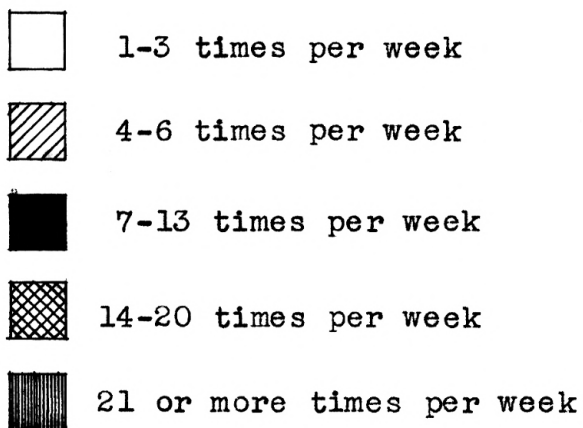 1-3 times per week
4-6 times per week
7-13 times per week
14-20 times per week
21 or more times per week